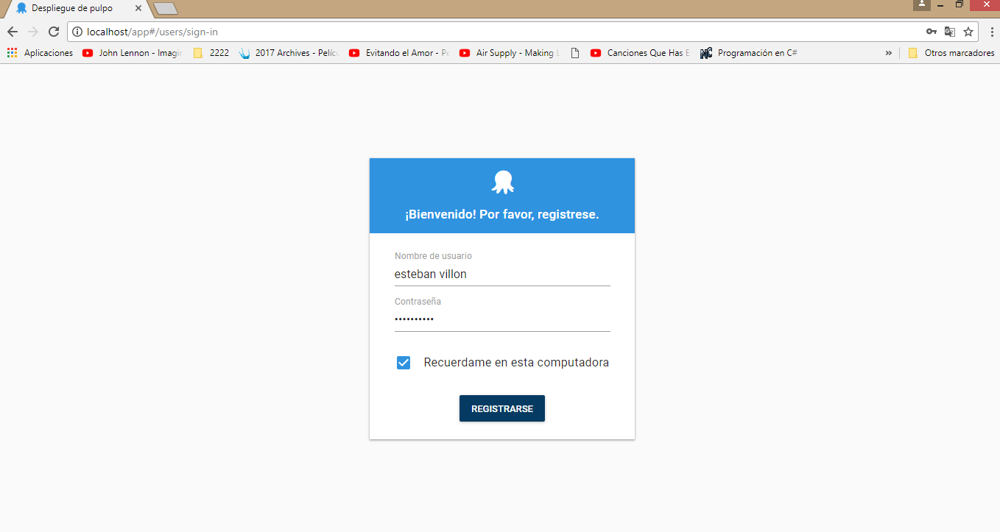 Despliegue de pulpo
localhost/app#/users/sign-in
Aplicaciones John Lennon - Imagin 2222 2017 Archives - Pelícu Evitando el Amor - Pe Air Supply - Making L Canciones Que Has E Programación en C# » Otros marcadores
¡Bienvenido! Por favor, registrese.
Nombre de usuario
esteban villon
Contraseña
••••••••••
Recuerdame en esta computadora
REGISTRARSE